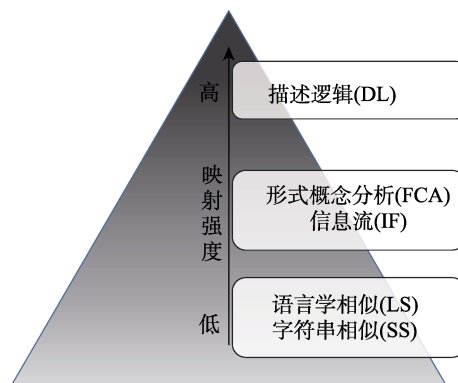 高
描述逻辑(DL)
映射强度
形式概念分析(FCA)
信息流(IF)
低
语言学相似(LS)
字符串相似(SS)